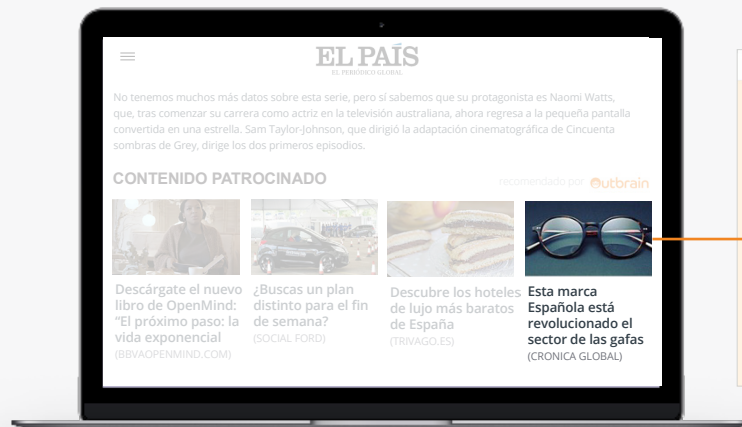 EL PAÍS
EL PERIÓDICO GLOBAL
No tenemos muchos más datos sobre esta serie, pero sí sabemos que su protagonista es Naomi Watts,
que, tras comenzar su carrera como actriz en la televisión australiana, ahora regresa a la pequeña pantalla
convertida en una estrella. Sam Taylor-Johnson, que dirigió la adaptación cinematográfica de Cincuenta
sombras de Grey, dirige los dos primeros episodios.
CONTENIDO PATROCINADO
recomendado por Outbrain
Descárgate el nuevo
libro de OpenMind:
“El próximo paso: la
vida exponencial
(BBVAOPENMIND.COM)
¿Buscas un plan
distinto para el fin
de semana?
(SOCIAL FORD)
Descubre los hoteles
de lujo más baratos
de España
(TRIVAGO.ES)
Esta marca
Española está
revolucionado el
sector de las gafas
(CRONICA GLOBAL)